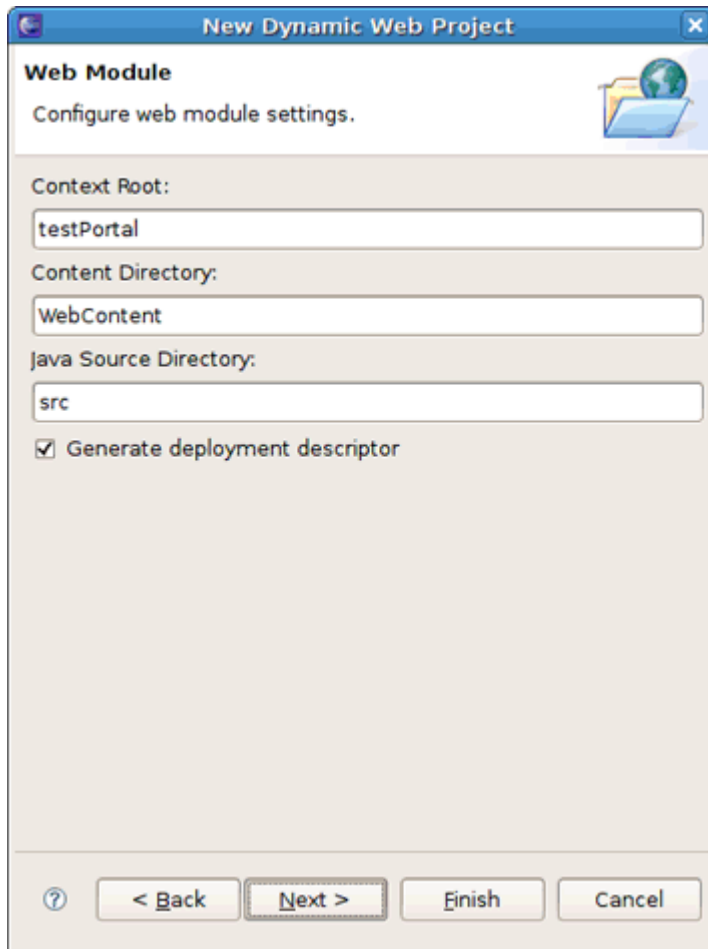 New Dynamic Web Project
Web Module
Configure web module settings.
Context Root:
testPortal
Content Directory:
WebContent
Java Source Directory:
src
Generate deployment descriptor
? < Back Next > Finish Cancel